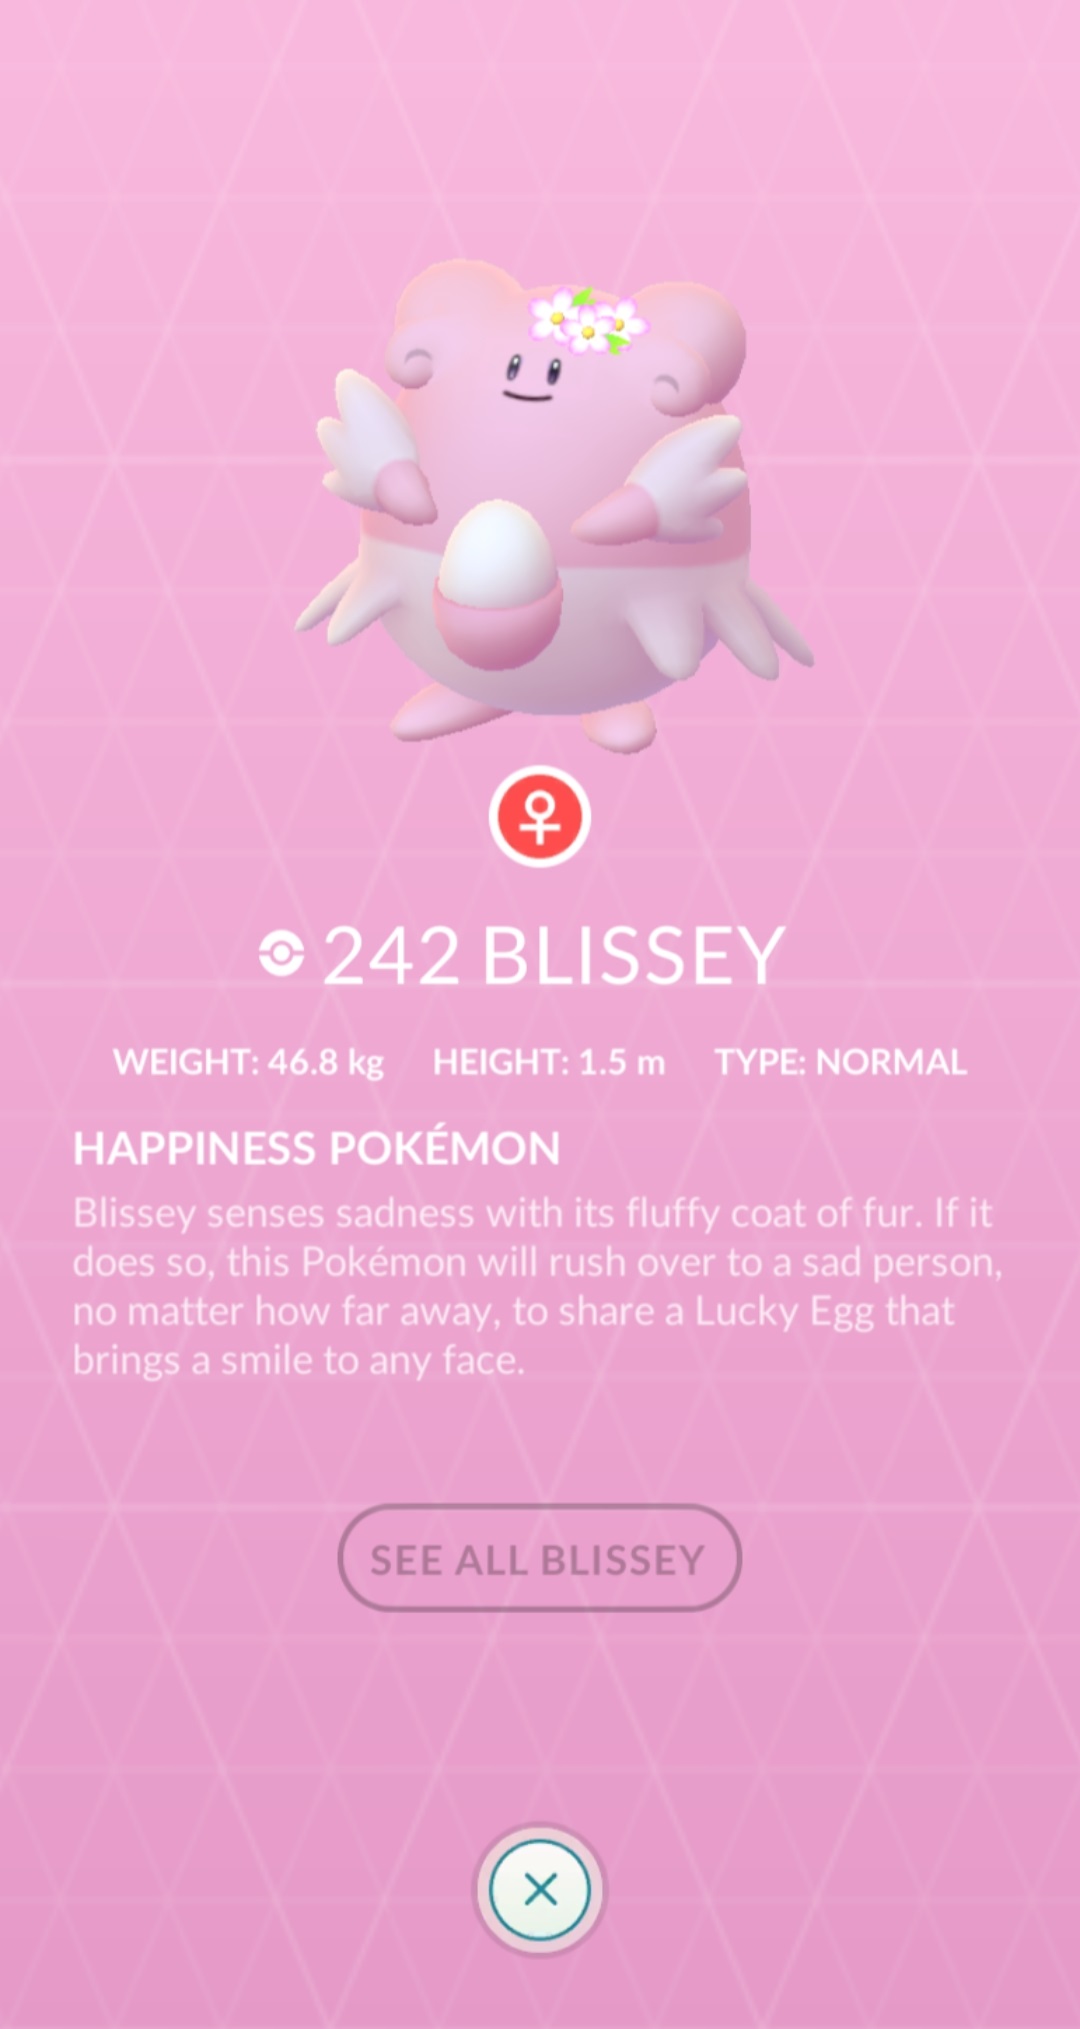 242 BLISSEY
WEIGHT: 46.8 kg HEIGHT: 1.5 m TYPE: NORMAL
HAPPINESS POKÉMON
Blissey senses sadness with its fluffy coat of fur. If it
does so, this Pokémon will rush over to a sad person,
no matter how far away, to share a Lucky Egg that
brings a smile to any face.
SEE ALL BLISSEY